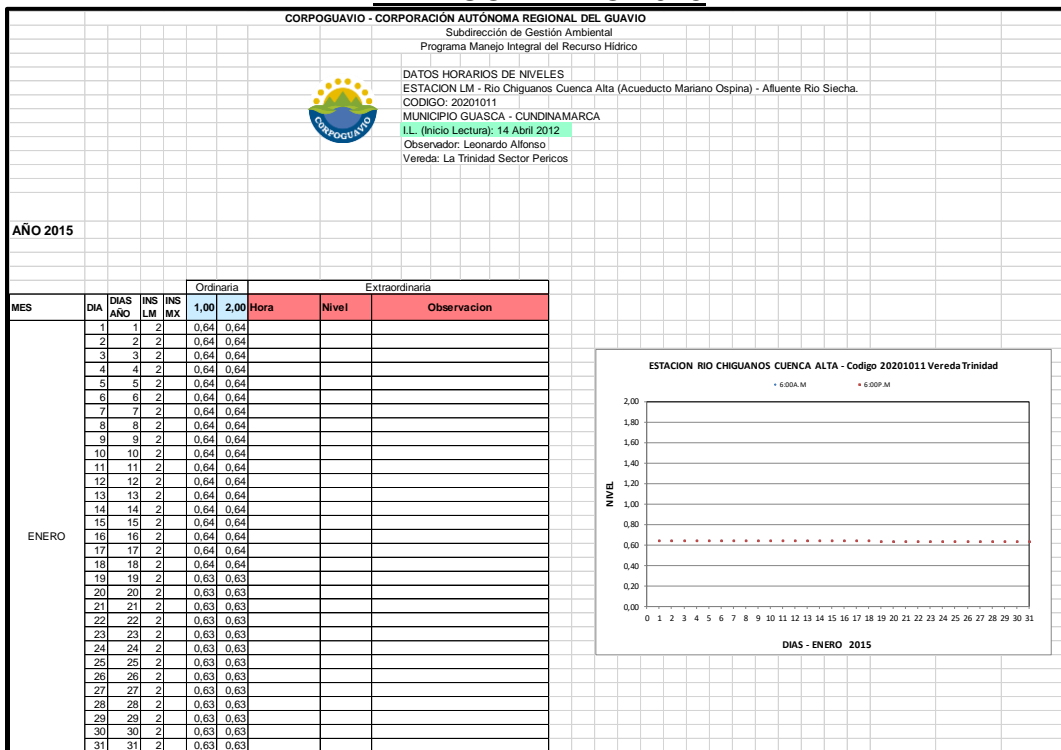 CORPOGUAVIO - CORPORACIÓN AUTÓNOMA REGIONAL DEL GUAVIO
Subdirección de Gestión Ambiental
Programa Manejo Integral del Recurso Hídrico
CORPOGUAVIO
DATOS HORARIOS DE NIVELES
ESTACION LM - Rio Chiguanos Cuenca Alta (Acueducto Mariano Ospina) - Afluente Rio Siecha.
CODIGO: 20201011
MUNICIPIO GUASCA - CUNDINAMARCA
I.L. (Inicio Lectura): 14 Abril 2012
Observador: Leonardo Alfonso
Vereda: La Trinidad Sector Pericos
AÑO 2015
Ordinaria Extraordinaria
MES DIA DIAS AÑO INS LM INS MX 1,00 2,00 Hora Nivel Observacion
1 1 2 0,64 0,64
2 2 2 0,64 0,64
3 3 2 0,64 0,64
4 4 2 0,64 0,64
5 5 2 0,64 0,64
6 6 2 0,64 0,64
7 7 2 0,64 0,64
8 8 2 0,64 0,64
9 9 2 0,64 0,64
10 10 2 0,64 0,64
11 11 2 0,64 0,64
12 12 2 0,64 0,64
13 13 2 0,64 0,64
14 14 2 0,64 0,64
15 15 2 0,64 0,64
ENERO 16 16 2 0,64 0,64
17 17 2 0,64 0,64
18 18 2 0,64 0,64
19 19 2 0,63 0,63
20 20 2 0,63 0,63
21 21 2 0,63 0,63
22 22 2 0,63 0,63
23 23 2 0,63 0,63
24 24 2 0,63 0,63
25 25 2 0,63 0,63
26 26 2 0,63 0,63
27 27 2 0,63 0,63
28 28 2 0,63 0,63
29 29 2 0,63 0,63
30 30 2 0,63 0,63
31 31 2 0,63 0,63
ESTACION RIO CHIGUANOS CUENCA ALTA - Codigo 20201011 Vereda Trinidad
6:00A.M 6:00P.M
2,00
1,80
1,60
1,40
1,20
1,00
0,80
0,60
0,40
0,20
0,00
NIVEL
0 1 2 3 4 5 6 7 8 9 10 11 12 13 14 15 16 17 18 19 20 21 22 23 24 25 26 27 28 29 30 31
DIAS - ENERO 2015